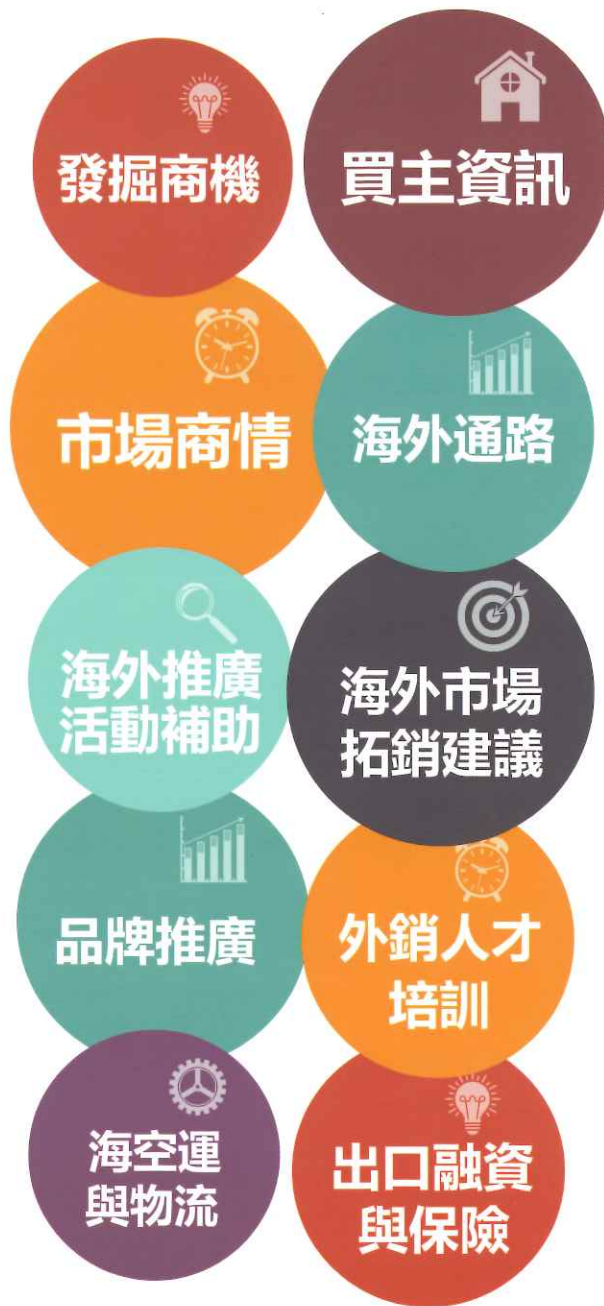 發掘商機
買主資訊
市場商情
海外通路
海外推廣
活動補助
海外市場
拓銷建議
品牌推廣
外銷人才
培訓
海空運
與物流
出口融資
與保險